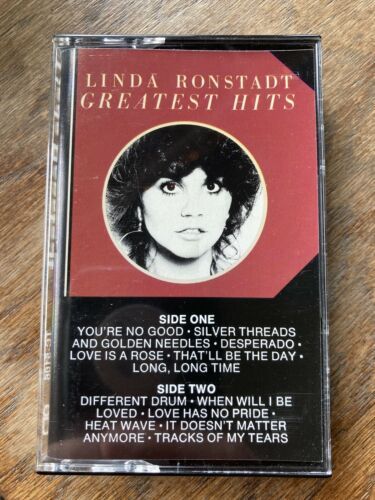 LINDA RONSTADT
GREATEST HITS
SIDE ONE
YOU'RE NO GOOD • SILVER THREADS
AND GOLDEN NEEDLES • DESPERADO •
LOVE IS A ROSE • THAT'LL BE THE DAY •
LONG, LONG TIME
SIDE TWO
DIFFERENT DRUM • WHEN WILL I BE
LOVED • LOVE HAS NO PRIDE •
HEAT WAVE • IT DOESN'T MATTER
ANYMORE • TRACKS OF MY TEARS